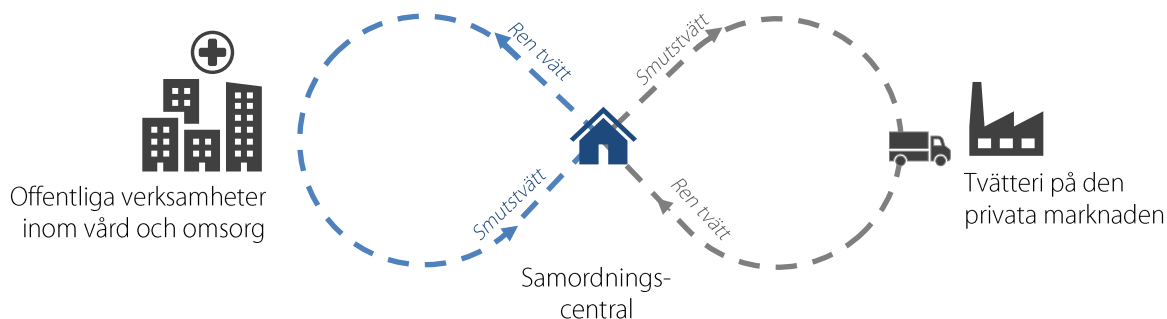 Ren tvätt
Smutstvätt
Offentliga verksamheter
inom vård och omsorg
Smutstvätt
Ren tvätt
Tvätteri på den
privata marknaden
Samordnings-
central